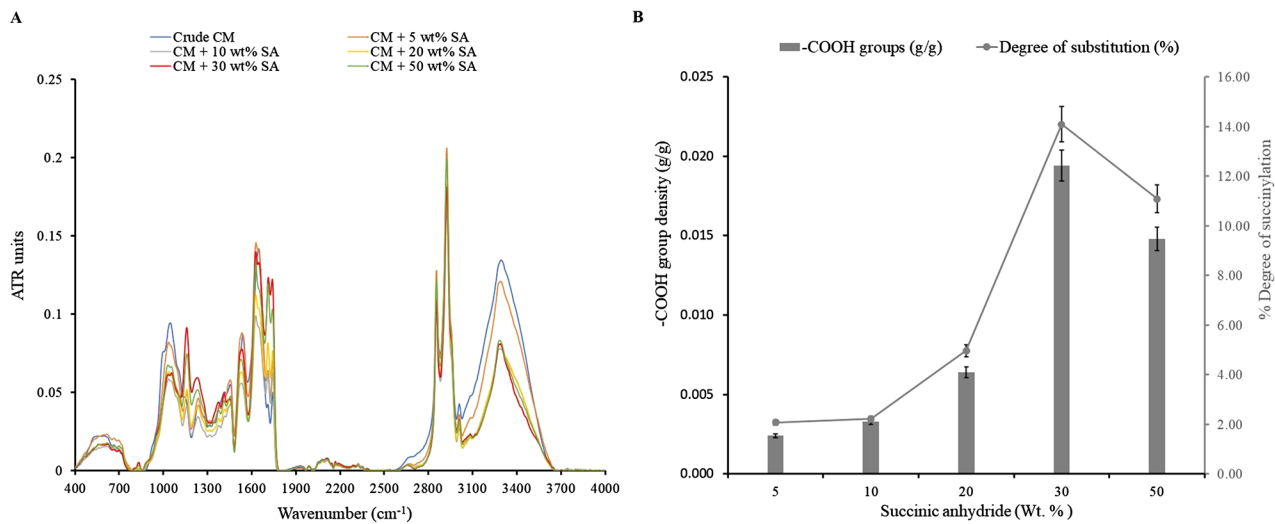 A
Crude CM
CM + 5 wt% SA
CM + 10 wt% SA
CM + 20 wt% SA
CM + 30 wt% SA
CM + 50 wt% SA
0.25
0.2
0.15
0.1
0.05
0
ATR units
400 700 1000 1300 1600 1900 2200 2500 2800 3100 3400 3700 4000
Wavenumber (cm-1)
B
-COOH groups (g/g)
Degree of substitution (%)
0.025
0.020
0.015
0.010
0.005
0.000
-COOH group density (g/g)
16.00
14.00
12.00
10.00
8.00
6.00
4.00
2.00
0.00
% Degree of succinylation
5 10 20 30 50
Succinic anhydride (Wt. % )